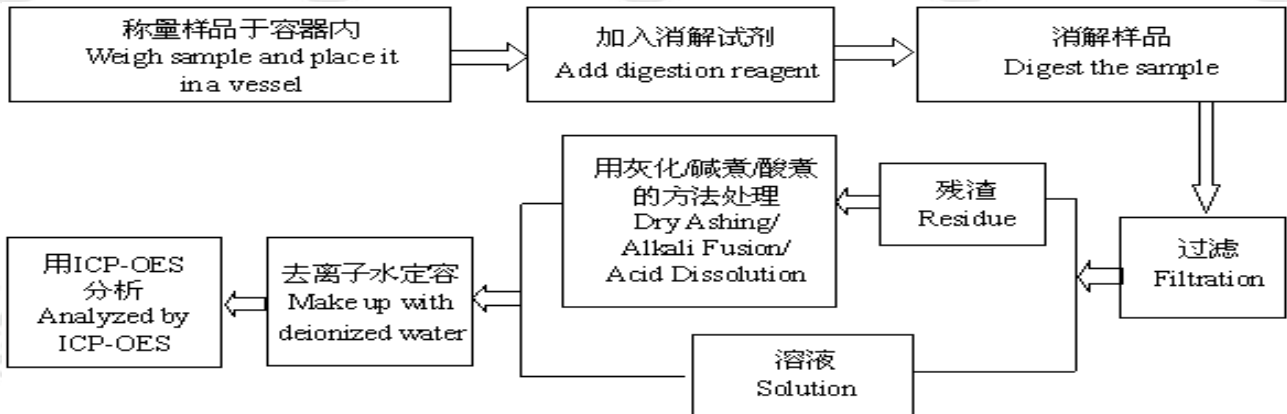 称量样品于容器内
Weigh sample and place it
in a vessel
加入消解试剂
Add digestion reagent
消解样品
Digest the sample
过滤
Filtration
残渣
Residue
用灰化/碱煮/酸煮
的方法处理
Dry Ashing/
Alkali Fusion/
Acid Dissolution
溶液
Solution
去离子水定容
Make up with
deionized water
用ICP-OES
分析
Analyzed by
ICP-OES